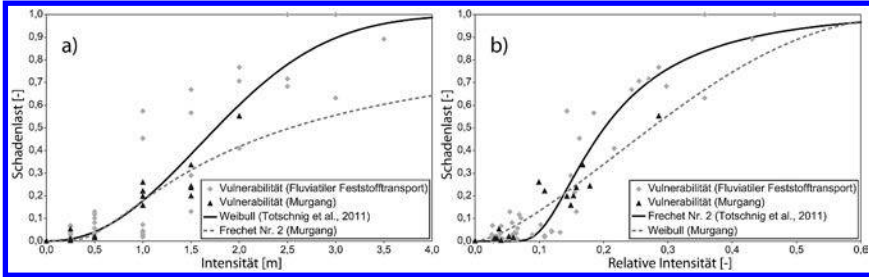 a)
Schadenlast [-]
1,0
0,9
0,8
0,7
0,6
0,5
0,4
0,3
0,2
0,1
0,0
0,0 0,5 1,0 1,5 2,0 2,5 3,0 3,5 4,0
Intensität [m]
Vulnerabilität (Fluviatiler Feststofftransport)
Vulnerabilität (Murgang)
Weibull (Totschnig et al., 2011)
Frechet Nr. 2 (Murgang)
b)
Schadenlast [-]
1,0
0,9
0,8
0,7
0,6
0,5
0,4
0,3
0,2
0,1
0,0
0,0 0,1 0,2 0,3 0,4 0,5 0,6
Relative Intensität [-]
Vulnerabilität (Fluviatiler Feststofftransport)
Vulnerabilität (Murgang)
Frechet Nr. 2 (Totschnig et al., 2011)
Weibull (Murgang)